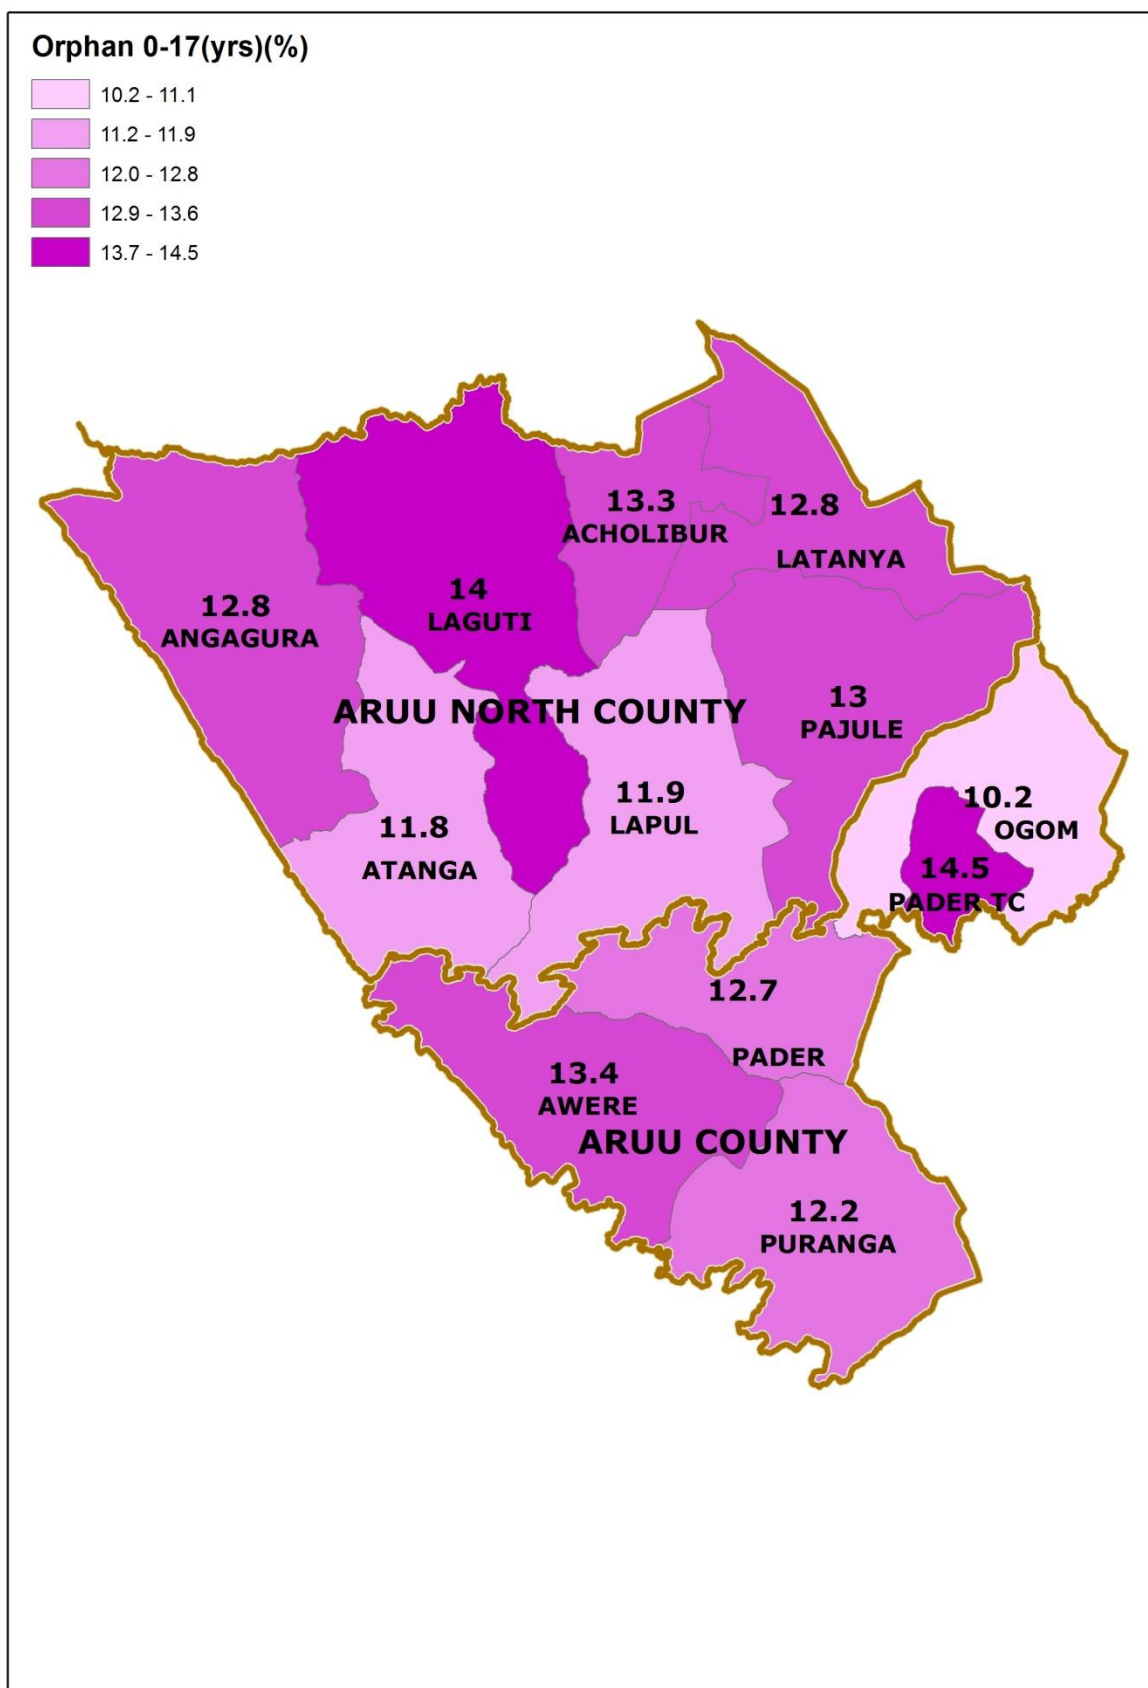 Orphan 0-17(yrs)(%)
10.2 - 11.1
11.2 - 11.9
12.0 - 12.8
12.9 - 13.6
13.7 - 14.5
13.3
ACHOLIBUR
12.8
LATANYA
14
LAGUTI
12.8
ANGAGURA
ARUU NORTH COUNTY
13
PAJULE
11.9
LAPUL
10.2
OGOM
11.8
ATANGA
14.5
PADER TC
12.7
PADER
13.4
AWERE
ARUU COUNTY
12.2
PURANGA